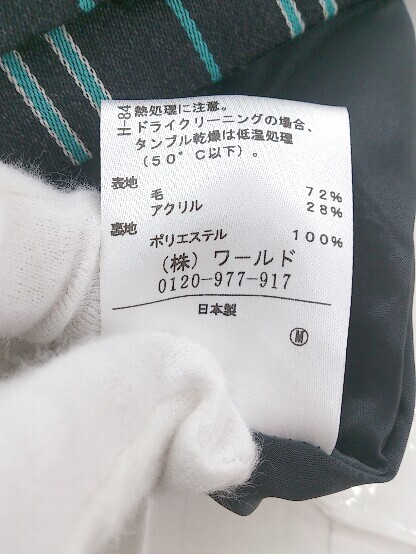 H-84
熱処理に注意。
ドライクリーニングの場合、
タンブル乾燥は低温処理
(50°C以下)。
表地
毛 72%
アクリル 28%
裏地
ポリエステル 100%
(株)ワールド
0120-977-917
日本製
M